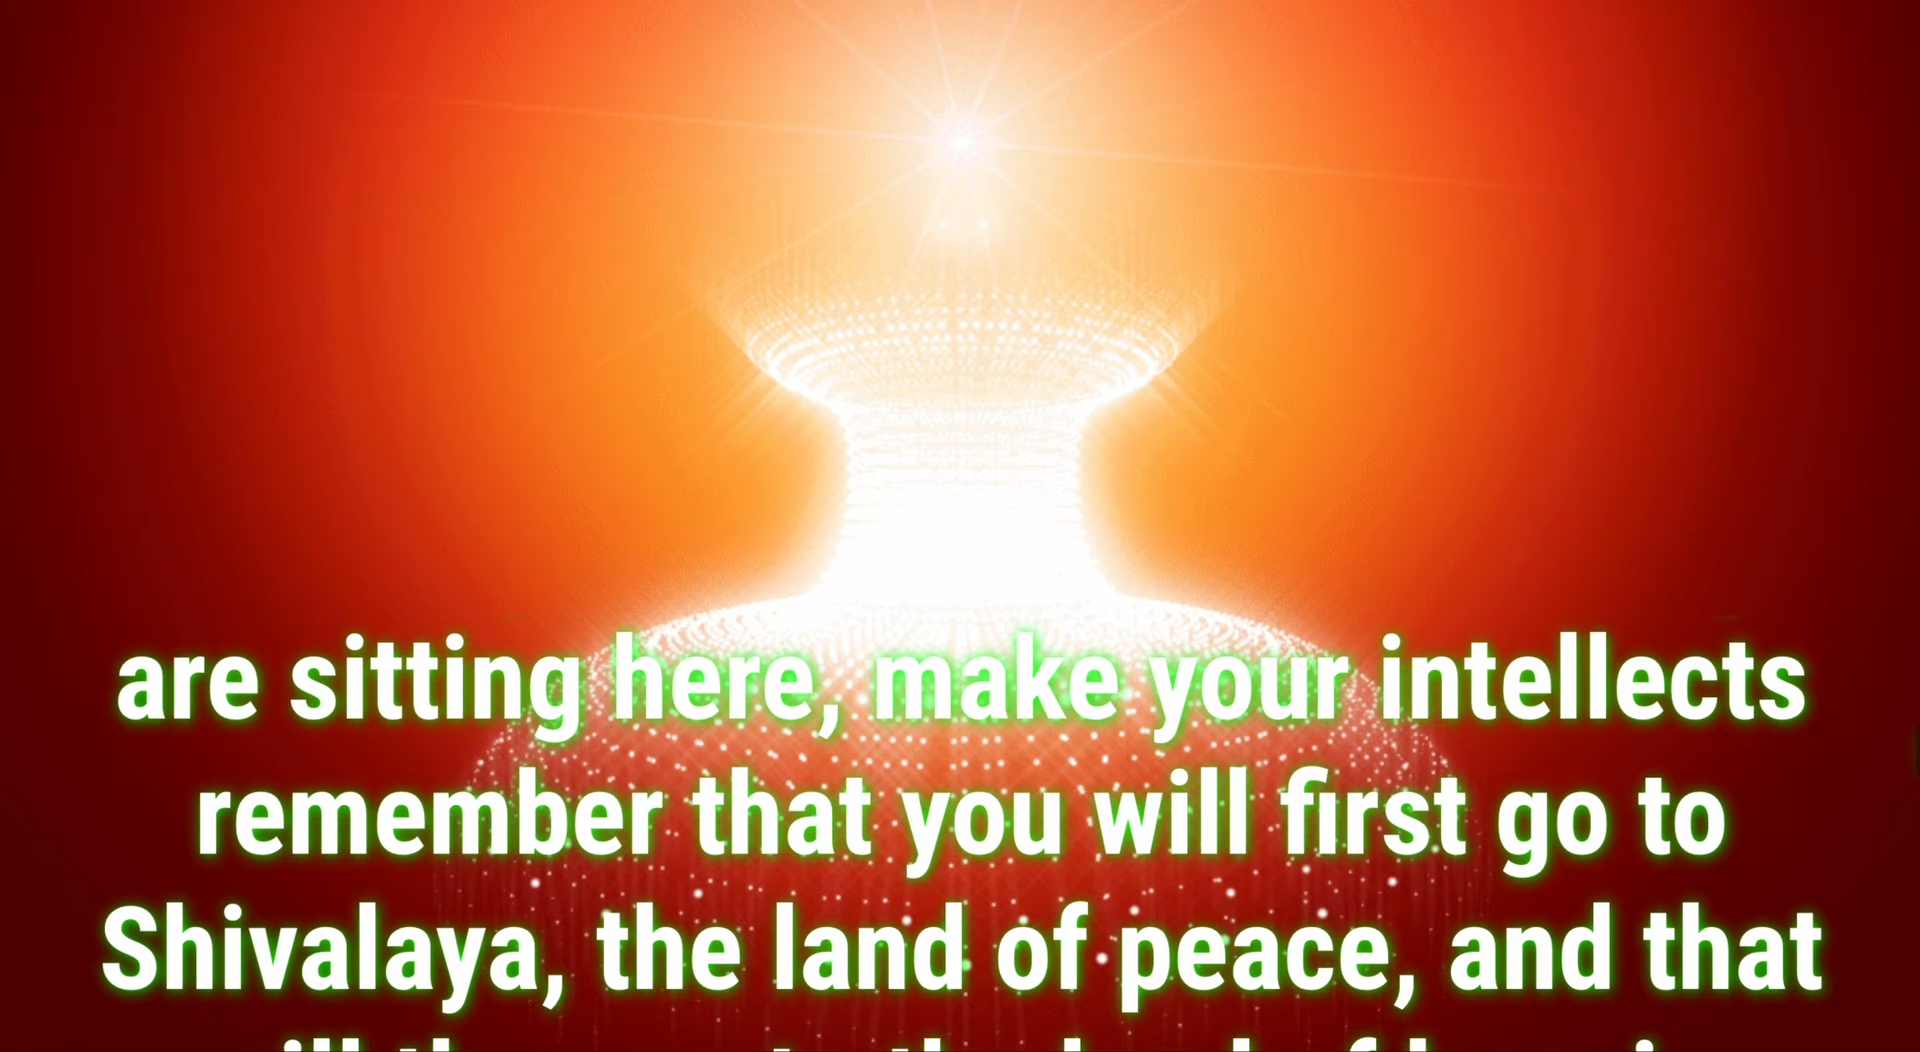 are sitting here, make your intellects
remember that you will first go to
Shivalaya, the land of peace, and that